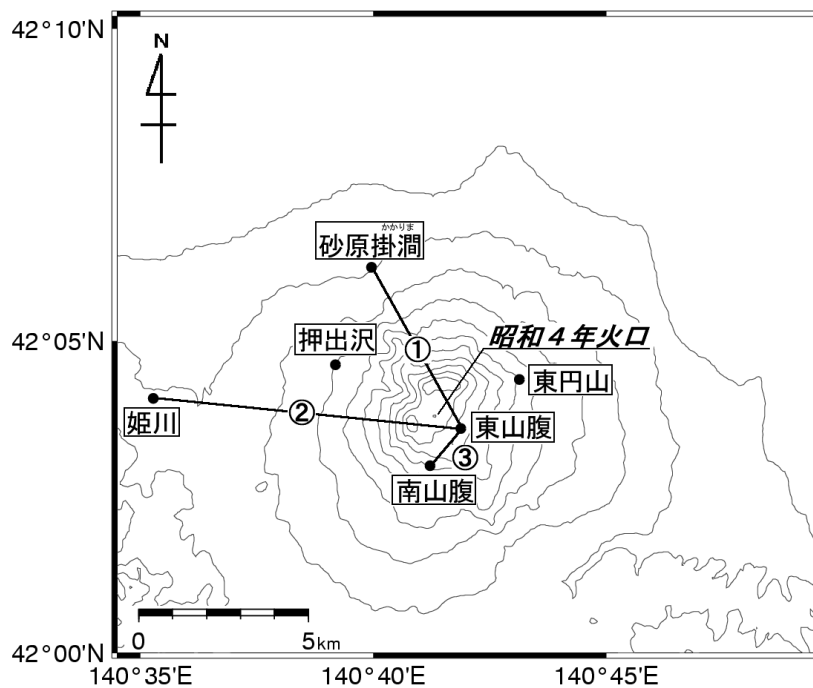 42°10'N
N
かかりま
砂原掛澗
昭和4年火口
42°05'N
押出沢
①
東円山
姫川
②
東山腹
③
南山腹
0
5km
42°00'N
140°35'E
140°40'E
140°45'E